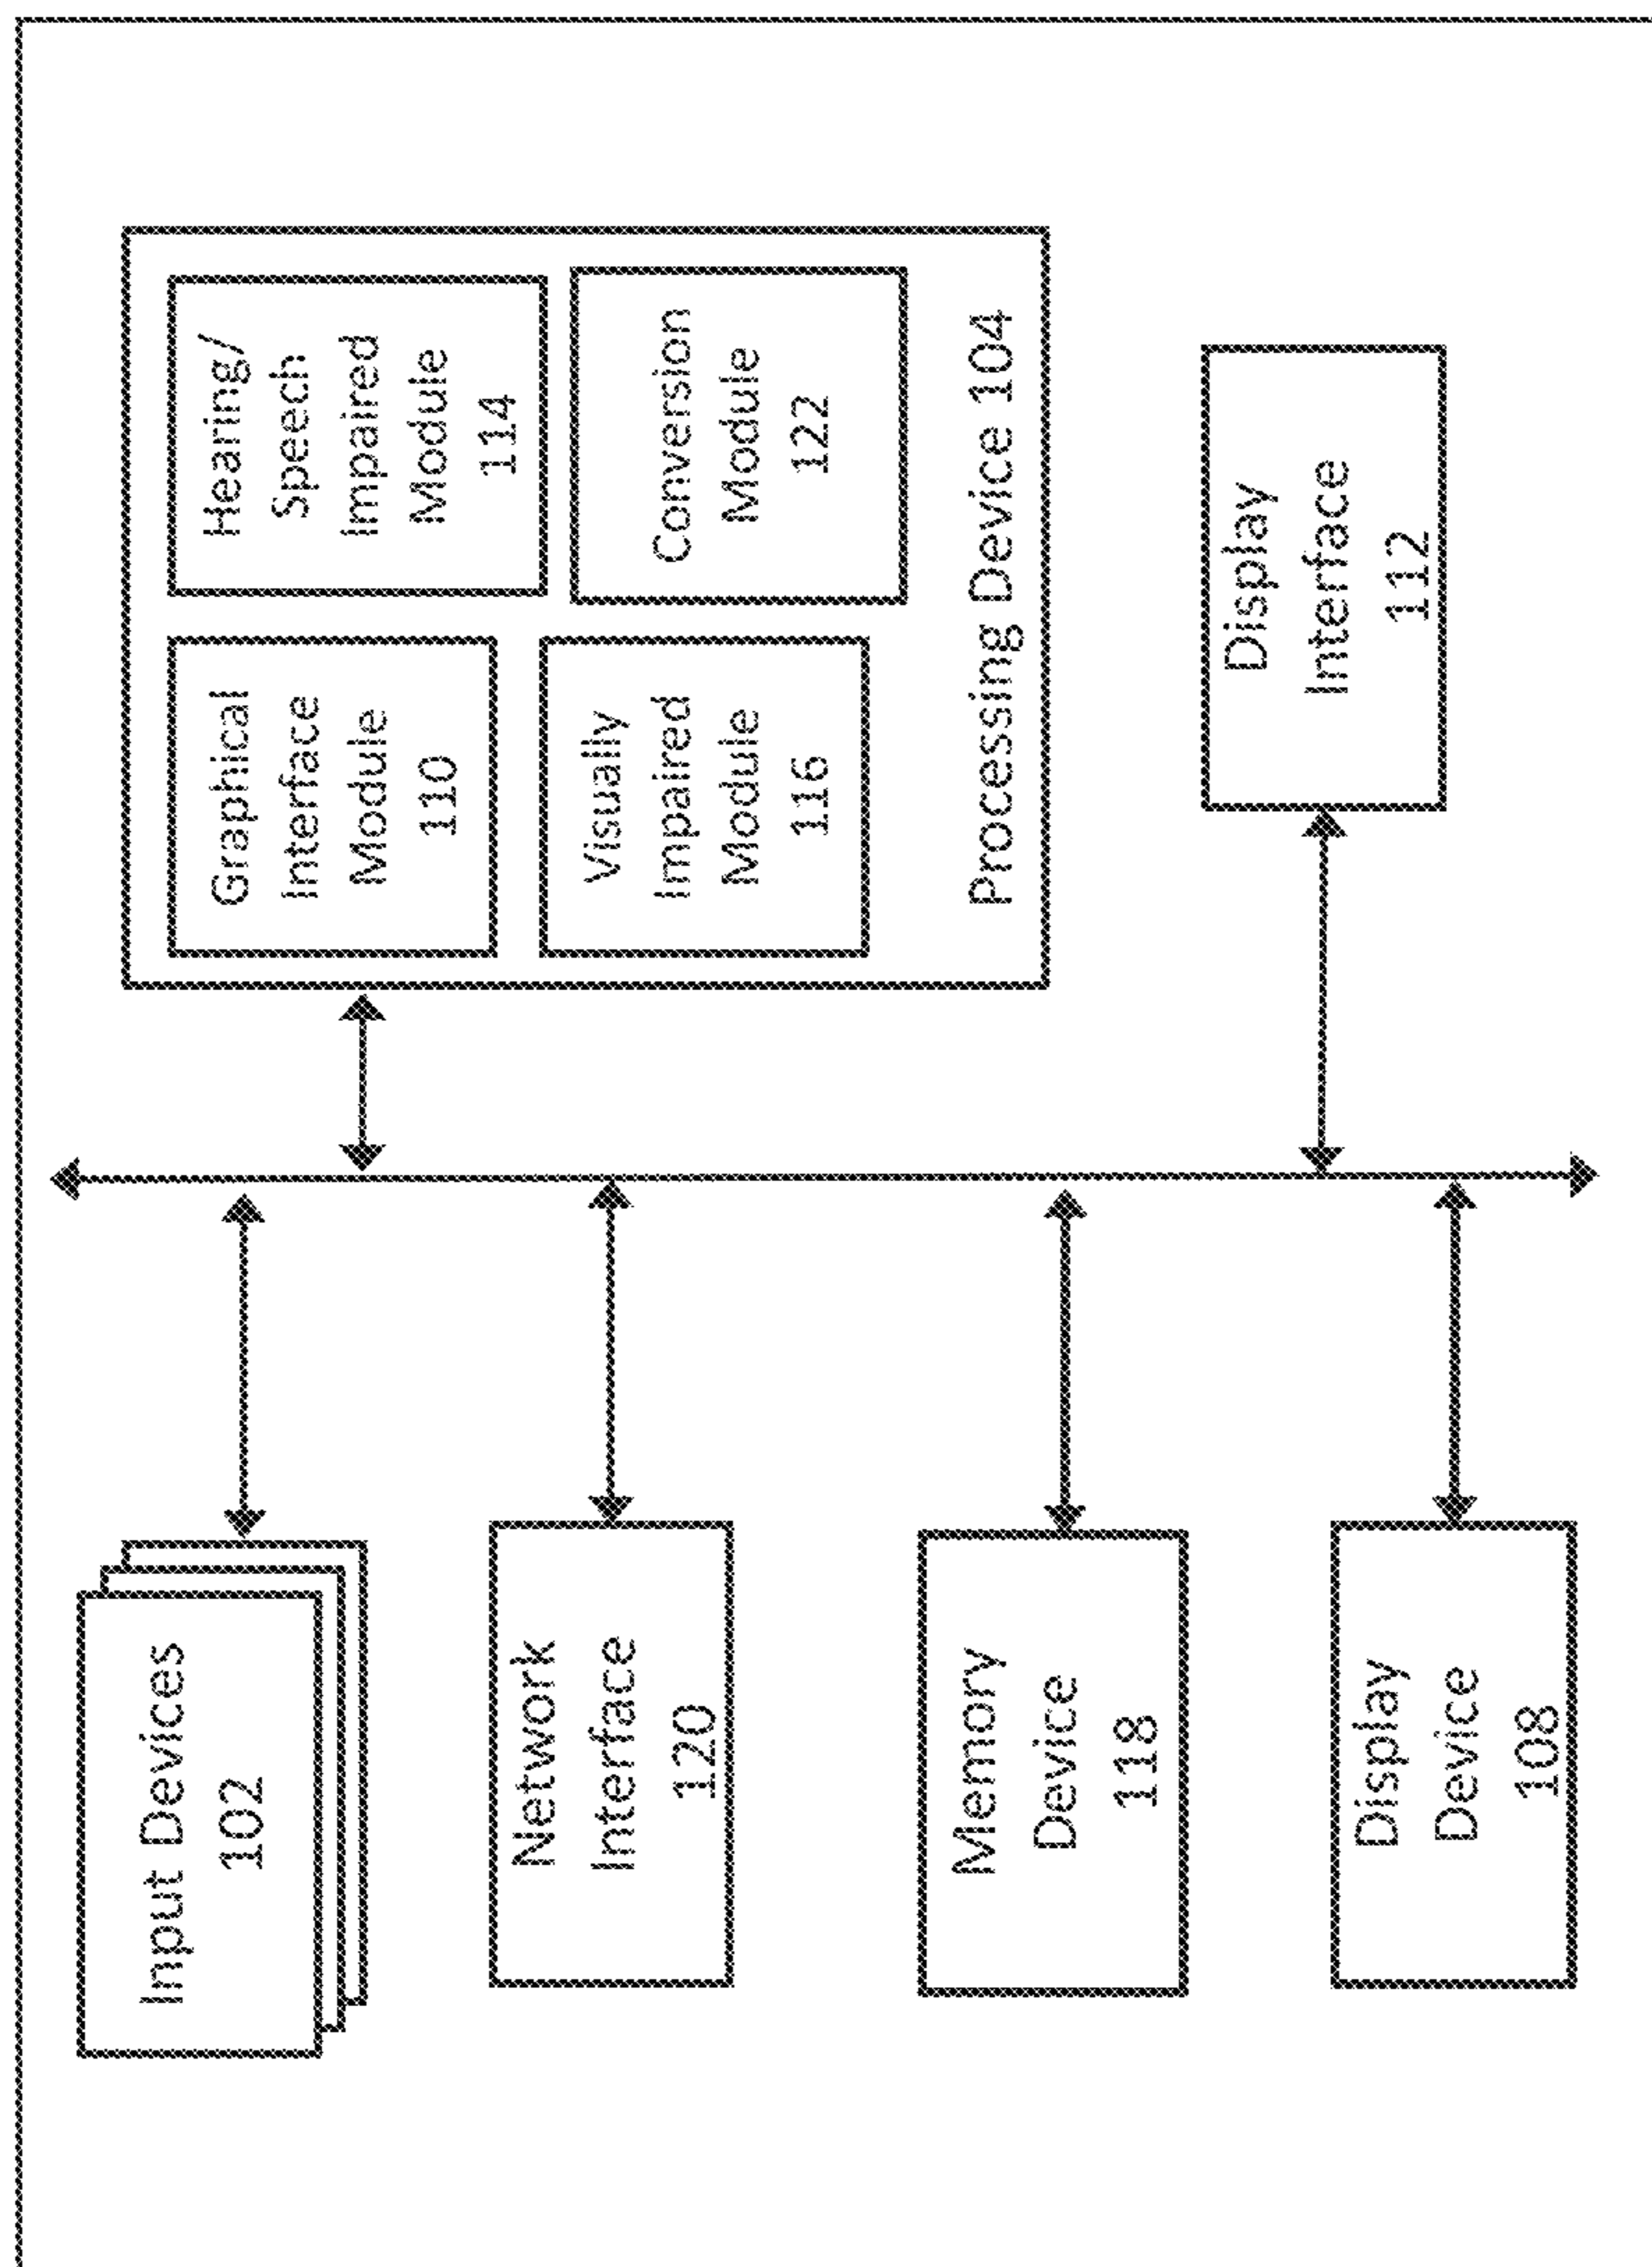 Input Devices
102
Network
Interface
120
Memory
Device
118
Display
Device
108
Graphical
Interface
Module
110
Hearing/
Speech
Impaired
Module
114
Visually
Impaired
Module
116
Conversion
Module
122
Processing Device 104
Display
Interface
112